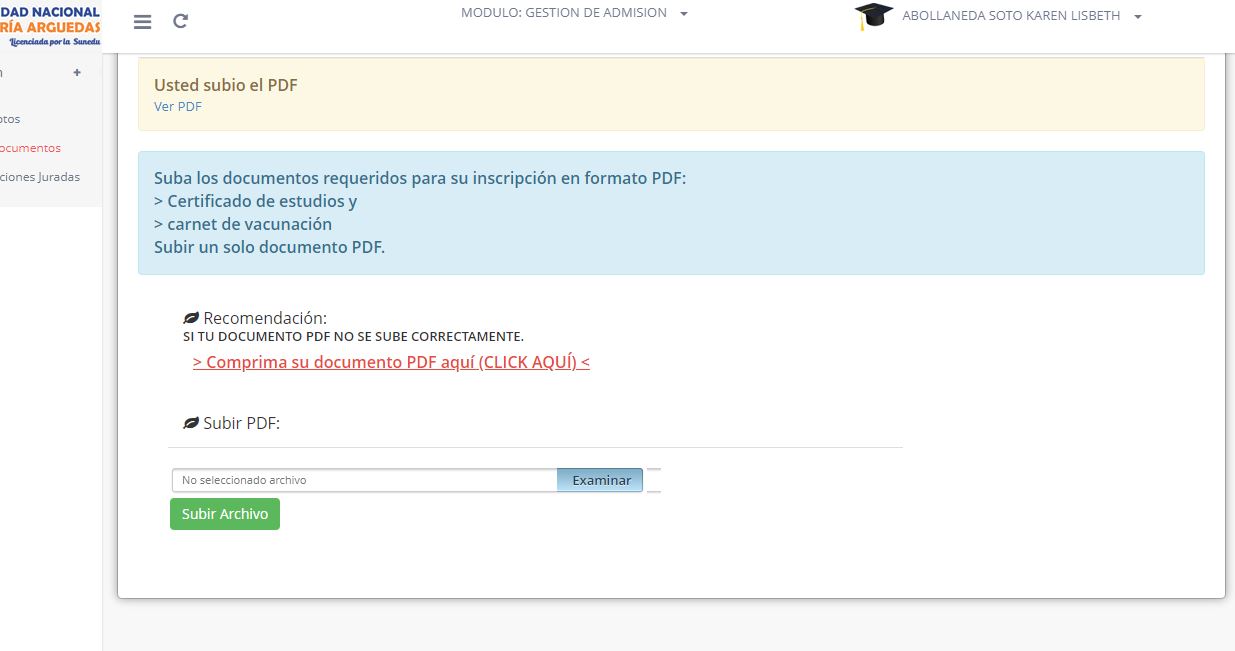 DAD NACIONAL
RÍA ARGUEDAS
Licenciada por la Sunedu
MODULO: GESTION DE ADMISION
ABOLLANEDA SOTO KAREN LISBETH
n +
otos
ocumentos
ciones Juradas
Usted subio el PDF
Ver PDF
Suba los documentos requeridos para su inscripción en formato PDF:
> Certificado de estudios y
> carnet de vacunación
Subir un solo documento PDF.
Recomendación:
SI TU DOCUMENTO PDF NO SE SUBE CORRECTAMENTE.
> Comprima su documento PDF aquí (CLICK AQUÍ) <
Subir PDF:
No seleccionado archivo Examinar
Subir Archivo